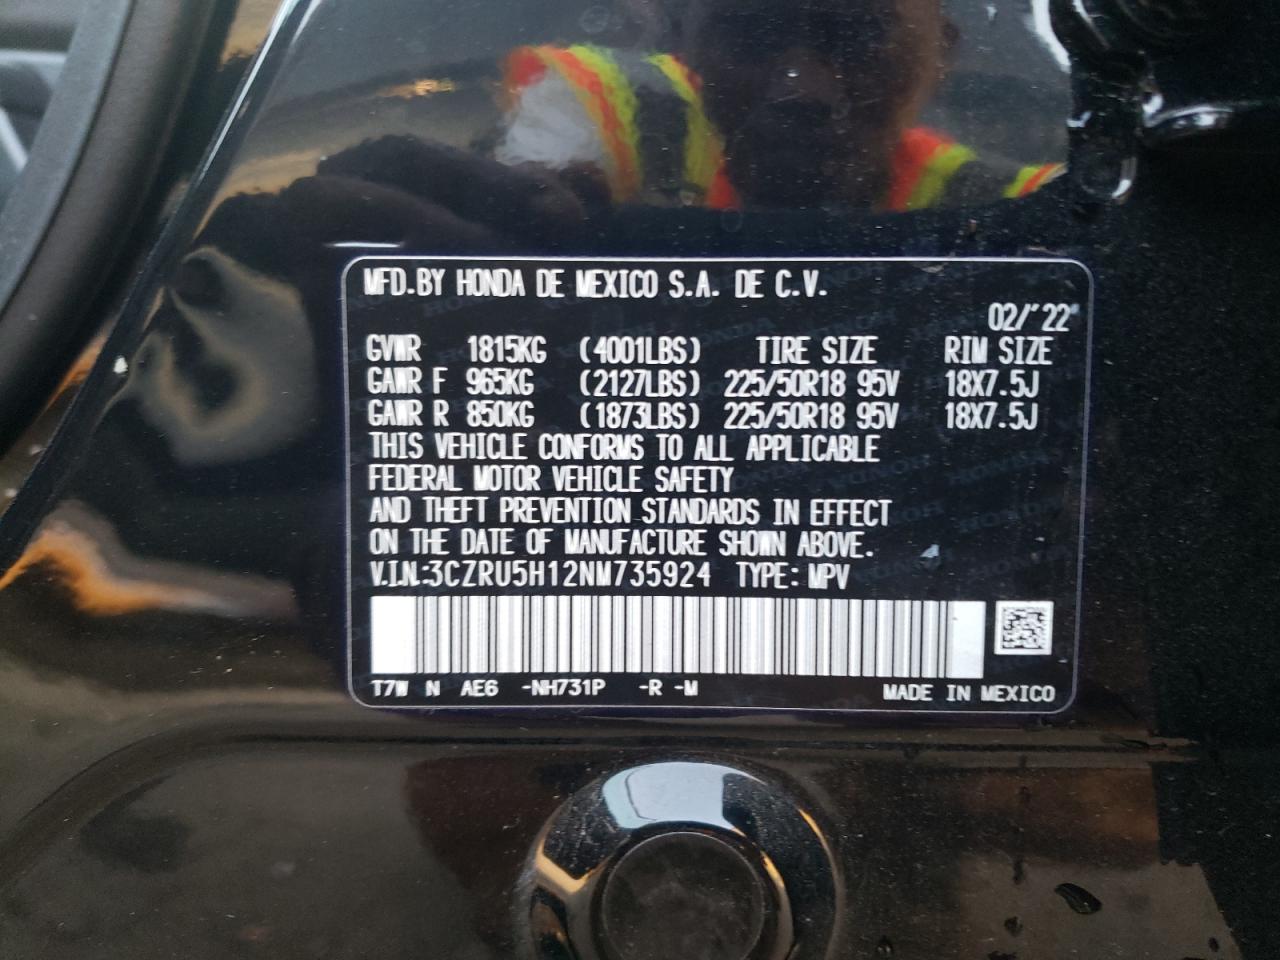 MFD.BY HONDA DE MEXICO S.A. DE C.V.
02/'22
GVWR 1815KG (4001LBS) TIRE SIZE RIM SIZE
GAWR F 965KG (2127LBS) 225/50R18 95V 18X7.5J
GAWR R 850KG (1873LBS) 225/50R18 95V 18X7.5J
THIS VEHICLE CONFORMS TO ALL APPLICABLE
FEDERAL MOTOR VEHICLE SAFETY
AND THEFT PREVENTION STANDARDS IN EFFECT
ON THE DATE OF MANUFACTURE SHOWN ABOVE.
V.I.N.:3CZRU5H12NM735924 TYPE: MPV
T7W N AE6 -NH731P -R -M MADE IN MEXICO